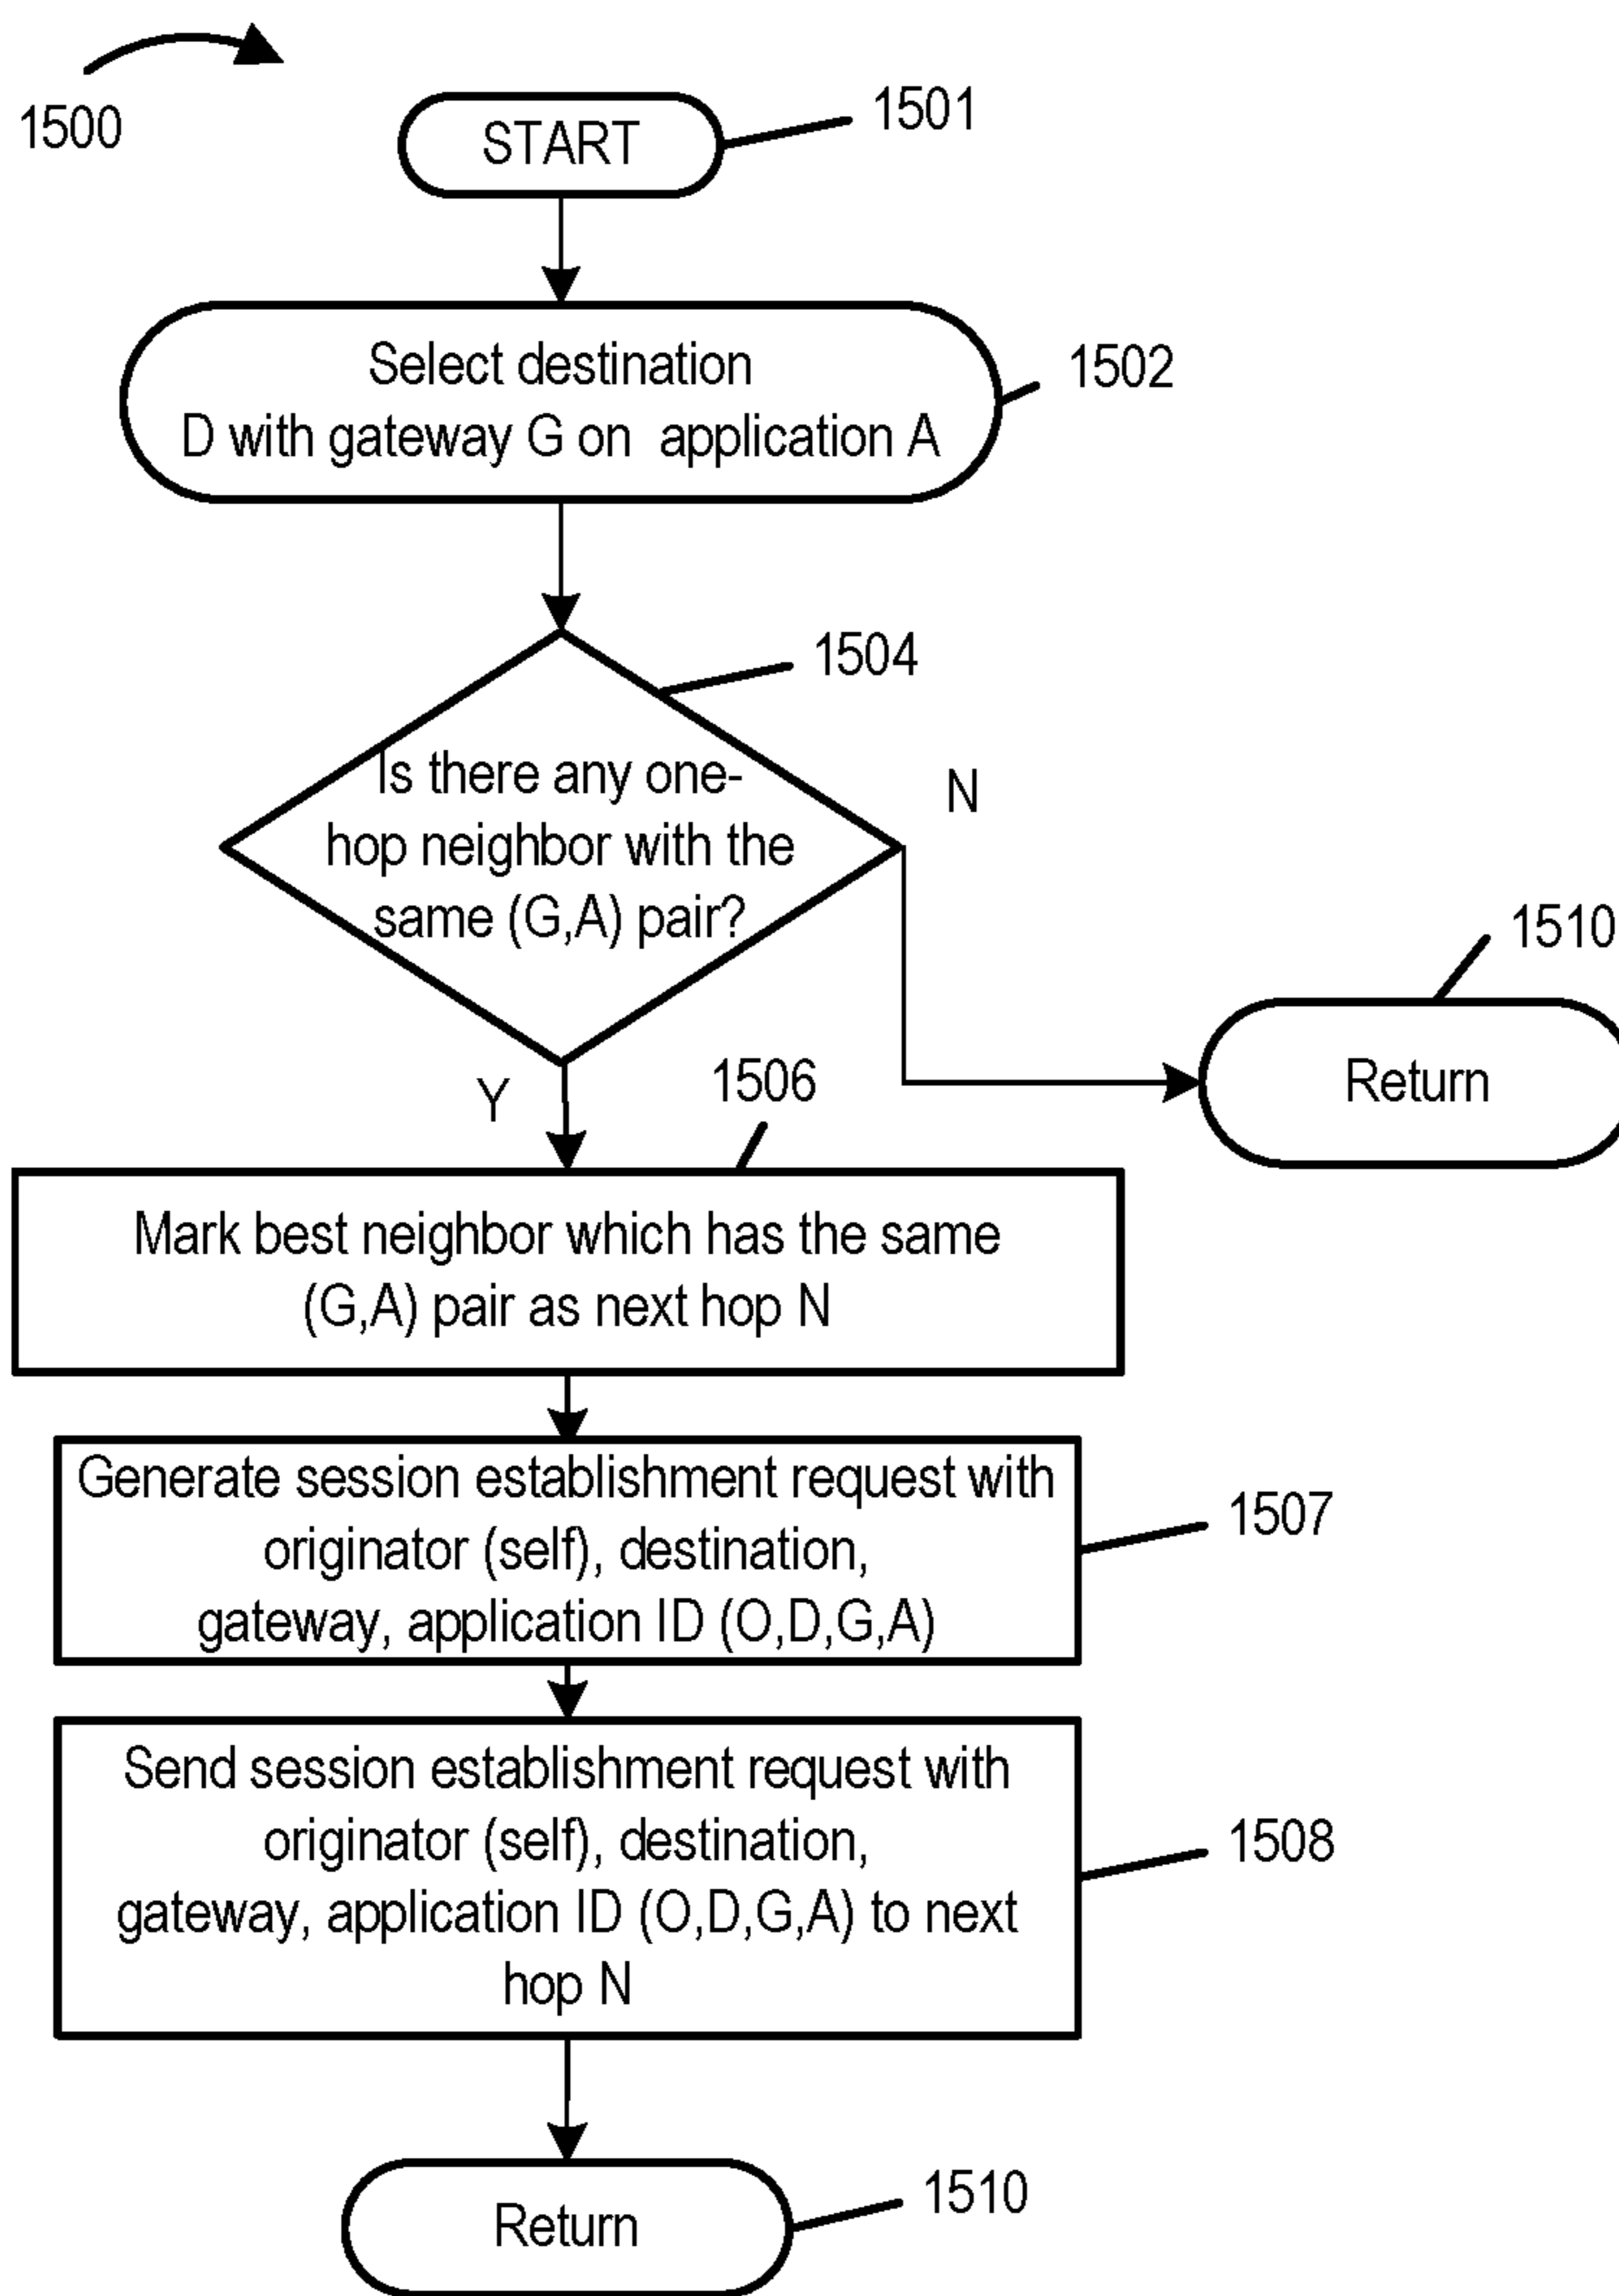 1500
START
1501
Select destination
D with gateway G on application A
1502
1504
Is there any one-
hop neighbor with the
same (G,A) pair?
N
1510
Return
Y
1506
Mark best neighbor which has the same
(G,A) pair as next hop N
Generate session establishment request with
originator (self), destination,
gateway, application ID (O,D,G,A)
1507
Send session establishment request with
originator (self), destination,
gateway, application ID (O,D,G,A) to next
hop N
1508
Return
1510